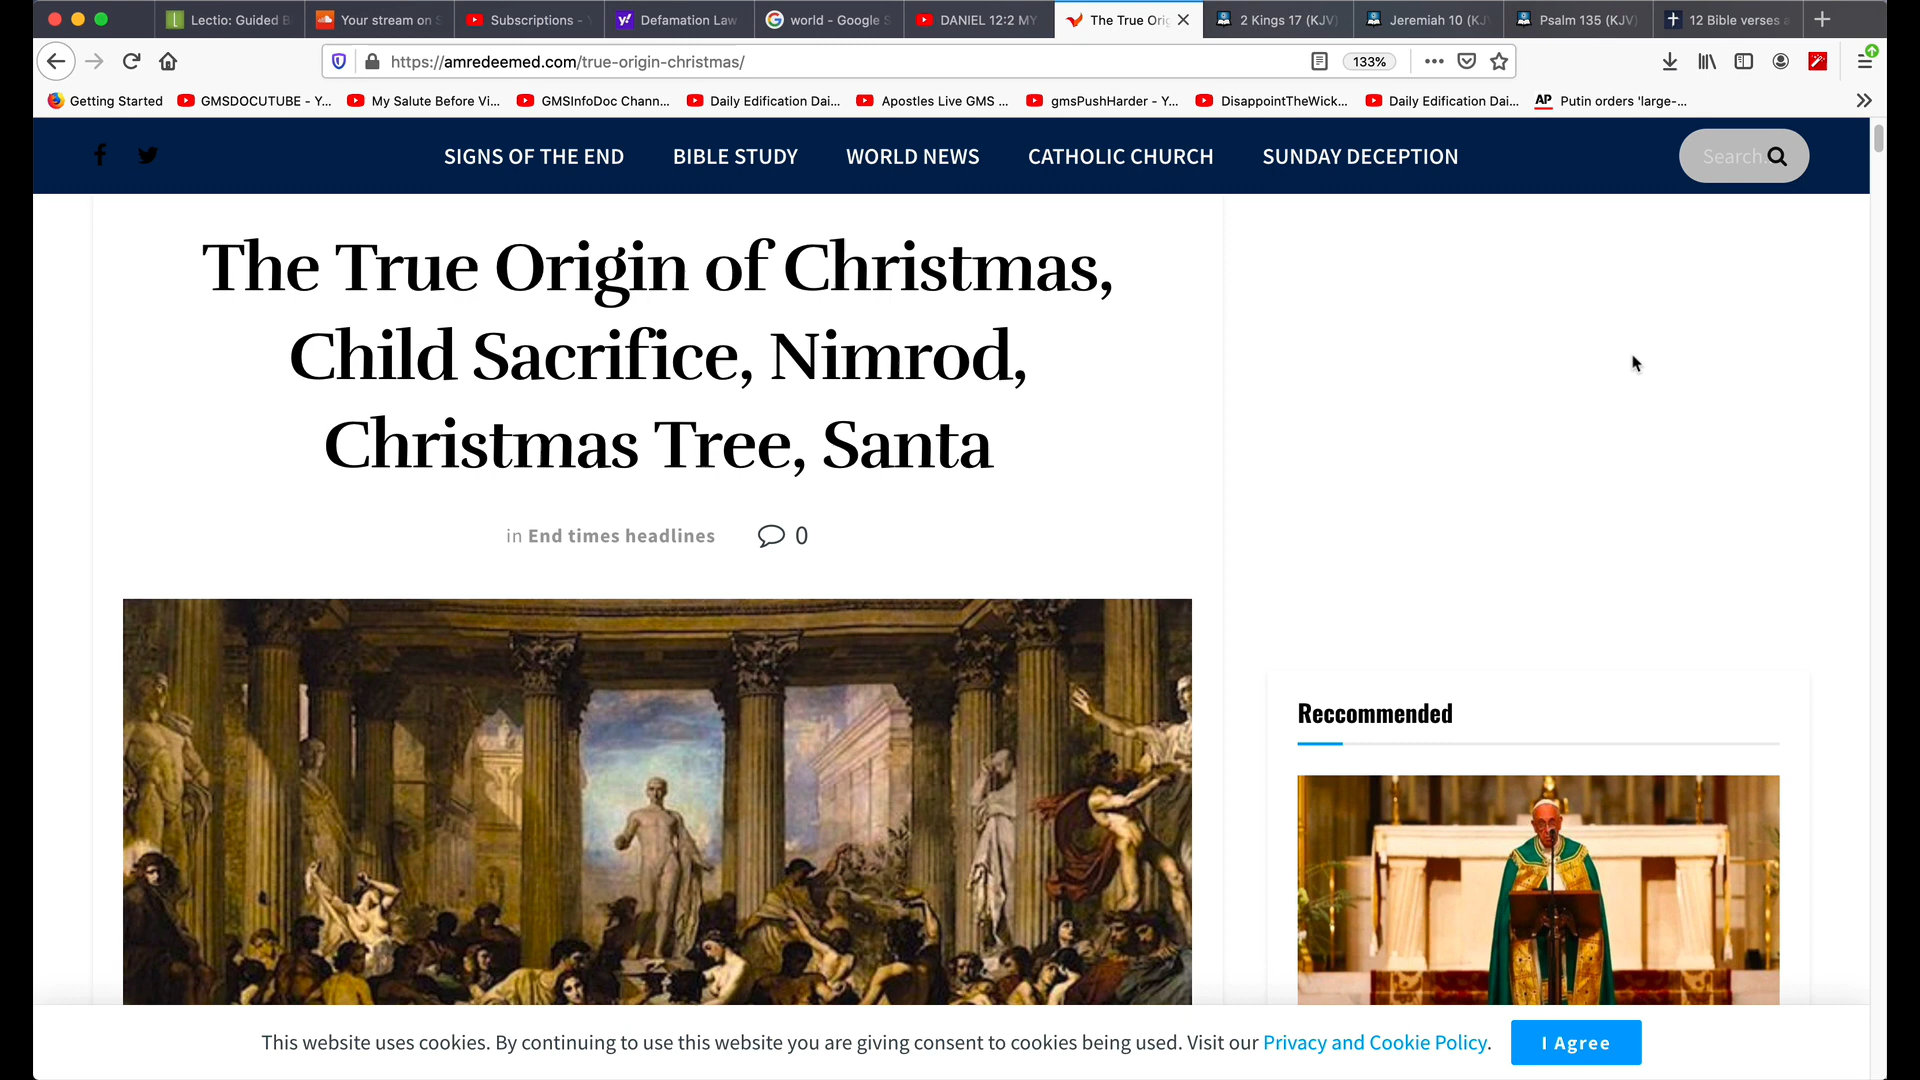 Lectio: Guided B
Your stream on S
Subscriptions - Y
Defamation Law
world - Google S
DANIEL 12:2 MY
The True Orig
2 Kings 17 (KJV)
Jeremiah 10 (KJV
Psalm 135 (KJV)
12 Bible verses a
https://amredeemed.com/true-origin-christmas/
133%
Getting Started
GMSDOCUTUBE - Y...
My Salute Before Vi...
GMSInfoDoc Chann...
Daily Edification Dai...
Apostles Live GMS ...
gmsPushHarder - Y...
DisappointTheWick...
Daily Edification Dai...
AP Putin orders 'large-...
SIGNS OF THE END
BIBLE STUDY
WORLD NEWS
CATHOLIC CHURCH
SUNDAY DECEPTION
Search
The True Origin of Christmas,
Child Sacrifice, Nimrod,
Christmas Tree, Santa
in End times headlines
0
Reccommended
This website uses cookies. By continuing to use this website you are giving consent to cookies being used. Visit our Privacy and Cookie Policy.
I Agree